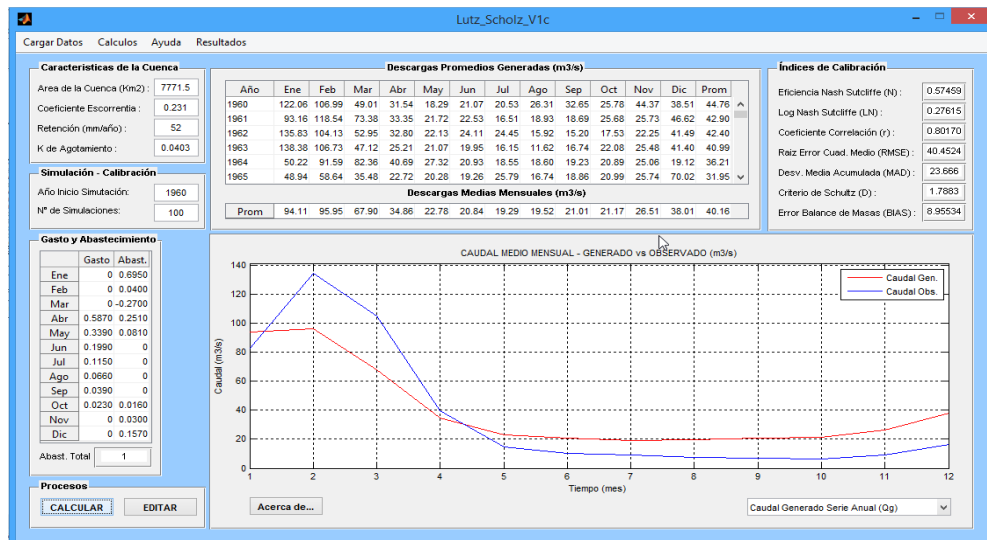 Lutz_Scholz_V1c
Cargar Datos Calculos Ayuda Resultados
Caracteristicas de la Cuenca
Area de la Cuenca (Km2) : 7771.5
Coeficiente Escorrentia : 0.231
Retención (mm/año) : 52
K de Agotamiento : 0.0403
Simulación - Calibración
Año Inicio Simutación: 1960
N° de Simulaciones: 100
Descargas Promedios Generadas (m3/s)
Año Ene Feb Mar Abr May Jun Jul Ago Sep Oct Nov Dic Prom
1960 122.06 106.99 49.01 31.54 18.29 21.07 20.53 26.31 32.65 25.78 44.37 38.51 44.76
1961 93.16 118.54 73.38 33.35 21.72 22.53 16.51 18.93 18.69 25.68 25.73 46.62 42.90
1962 135.83 104.13 52.95 32.80 22.13 24.11 24.45 15.92 15.20 17.53 22.25 41.49 42.40
1963 138.38 106.73 47.12 25.21 21.07 19.95 16.15 11.62 16.74 22.08 25.48 41.40 40.99
1964 50.22 91.59 82.36 40.69 27.32 20.93 18.55 18.60 19.23 20.89 25.06 19.12 36.21
1965 48.94 58.64 35.48 22.72 20.28 19.26 25.79 16.74 18.86 20.99 25.74 70.02 31.95
Descargas Medias Mensuales (m3/s)
Prom 94.11 95.95 67.90 34.86 22.78 20.84 19.29 19.52 21.01 21.17 26.51 38.01 40.16
Índices de Calibración
Eficiencia Nash Sutcliffe (N) : 0.57459
Log Nash Sutcliffe (LN) : 0.27615
Coeficiente Correlación (r) : 0.80170
Raiz Error Cuad. Medio (RMSE) : 40.4524
Desv. Media Acumulada (MAD) : 23.666
Criterio de Schultz (D) : 1.7883
Error Balance de Masas (BIAS) : 8.95534
Gasto y Abastecimiento
Gasto Abast.
Ene 0 0.6950
Feb 0 0.0400
Mar 0 -0.2700
Abr 0.5870 0.2510
May 0.3390 0.0810
Jun 0.1990 0
Jul 0.1150 0
Ago 0.0660 0
Sep 0.0390 0
Oct 0.0230 0.0160
Nov 0 0.0300
Dic 0 0.1570
Abast. Total 1
Procesos
CALCULAR EDITAR
CAUDAL MEDIO MENSUAL - GENERADO vs OBSERVADO (m3/s)
Caudal Gen.
Caudal Obs.
Caudal (m3/s)
140
120
100
80
60
40
20
0
1 2 3 4 5 6 7 8 9 10 11 12
Tiempo (mes)
Acerca de...
Caudal Generado Serie Anual (Qg)